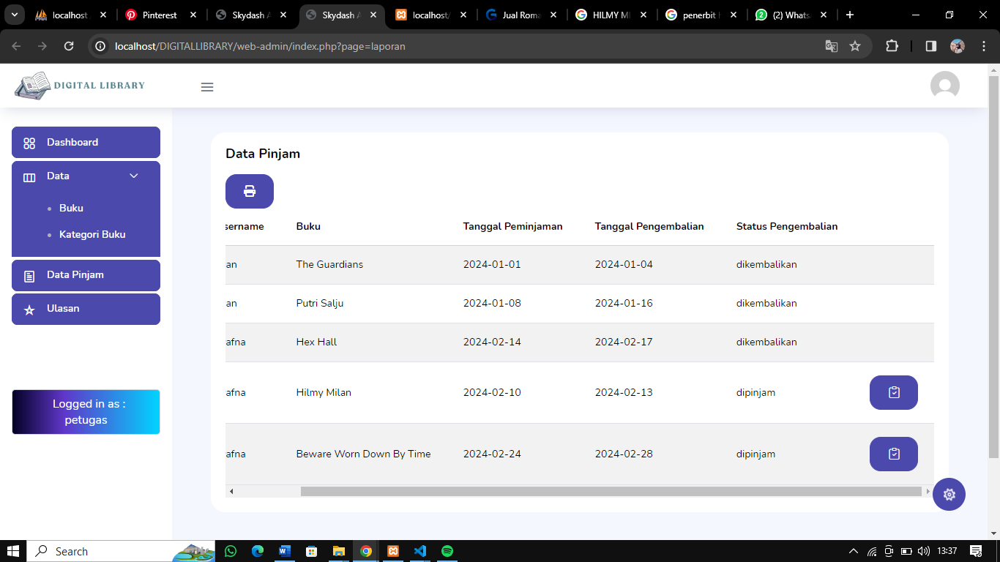 localhost
Pinterest
Skydash A
Skydash A
localhost/
Jual Roma
HILMY MI
penerbit H
(2) Whats
localhost/DIGITALLIBRARY/web-admin/index.php?page=laporan
DIGITAL LIBRARY
Dashboard
Data
Buku
Kategori Buku
Data Pinjam
Ulasan
Logged in as :
petugas
Data Pinjam
sername Buku Tanggal Peminjaman Tanggal Pengembalian Status Pengembalian
an The Guardians 2024-01-01 2024-01-04 dikembalikan
an Putri Salju 2024-01-08 2024-01-16 dikembalikan
afna Hex Hall 2024-02-14 2024-02-17 dikembalikan
afna Hilmy Milan 2024-02-10 2024-02-13 dipinjam
afna Beware Worn Down By Time 2024-02-24 2024-02-28 dipinjam
Search
13:37